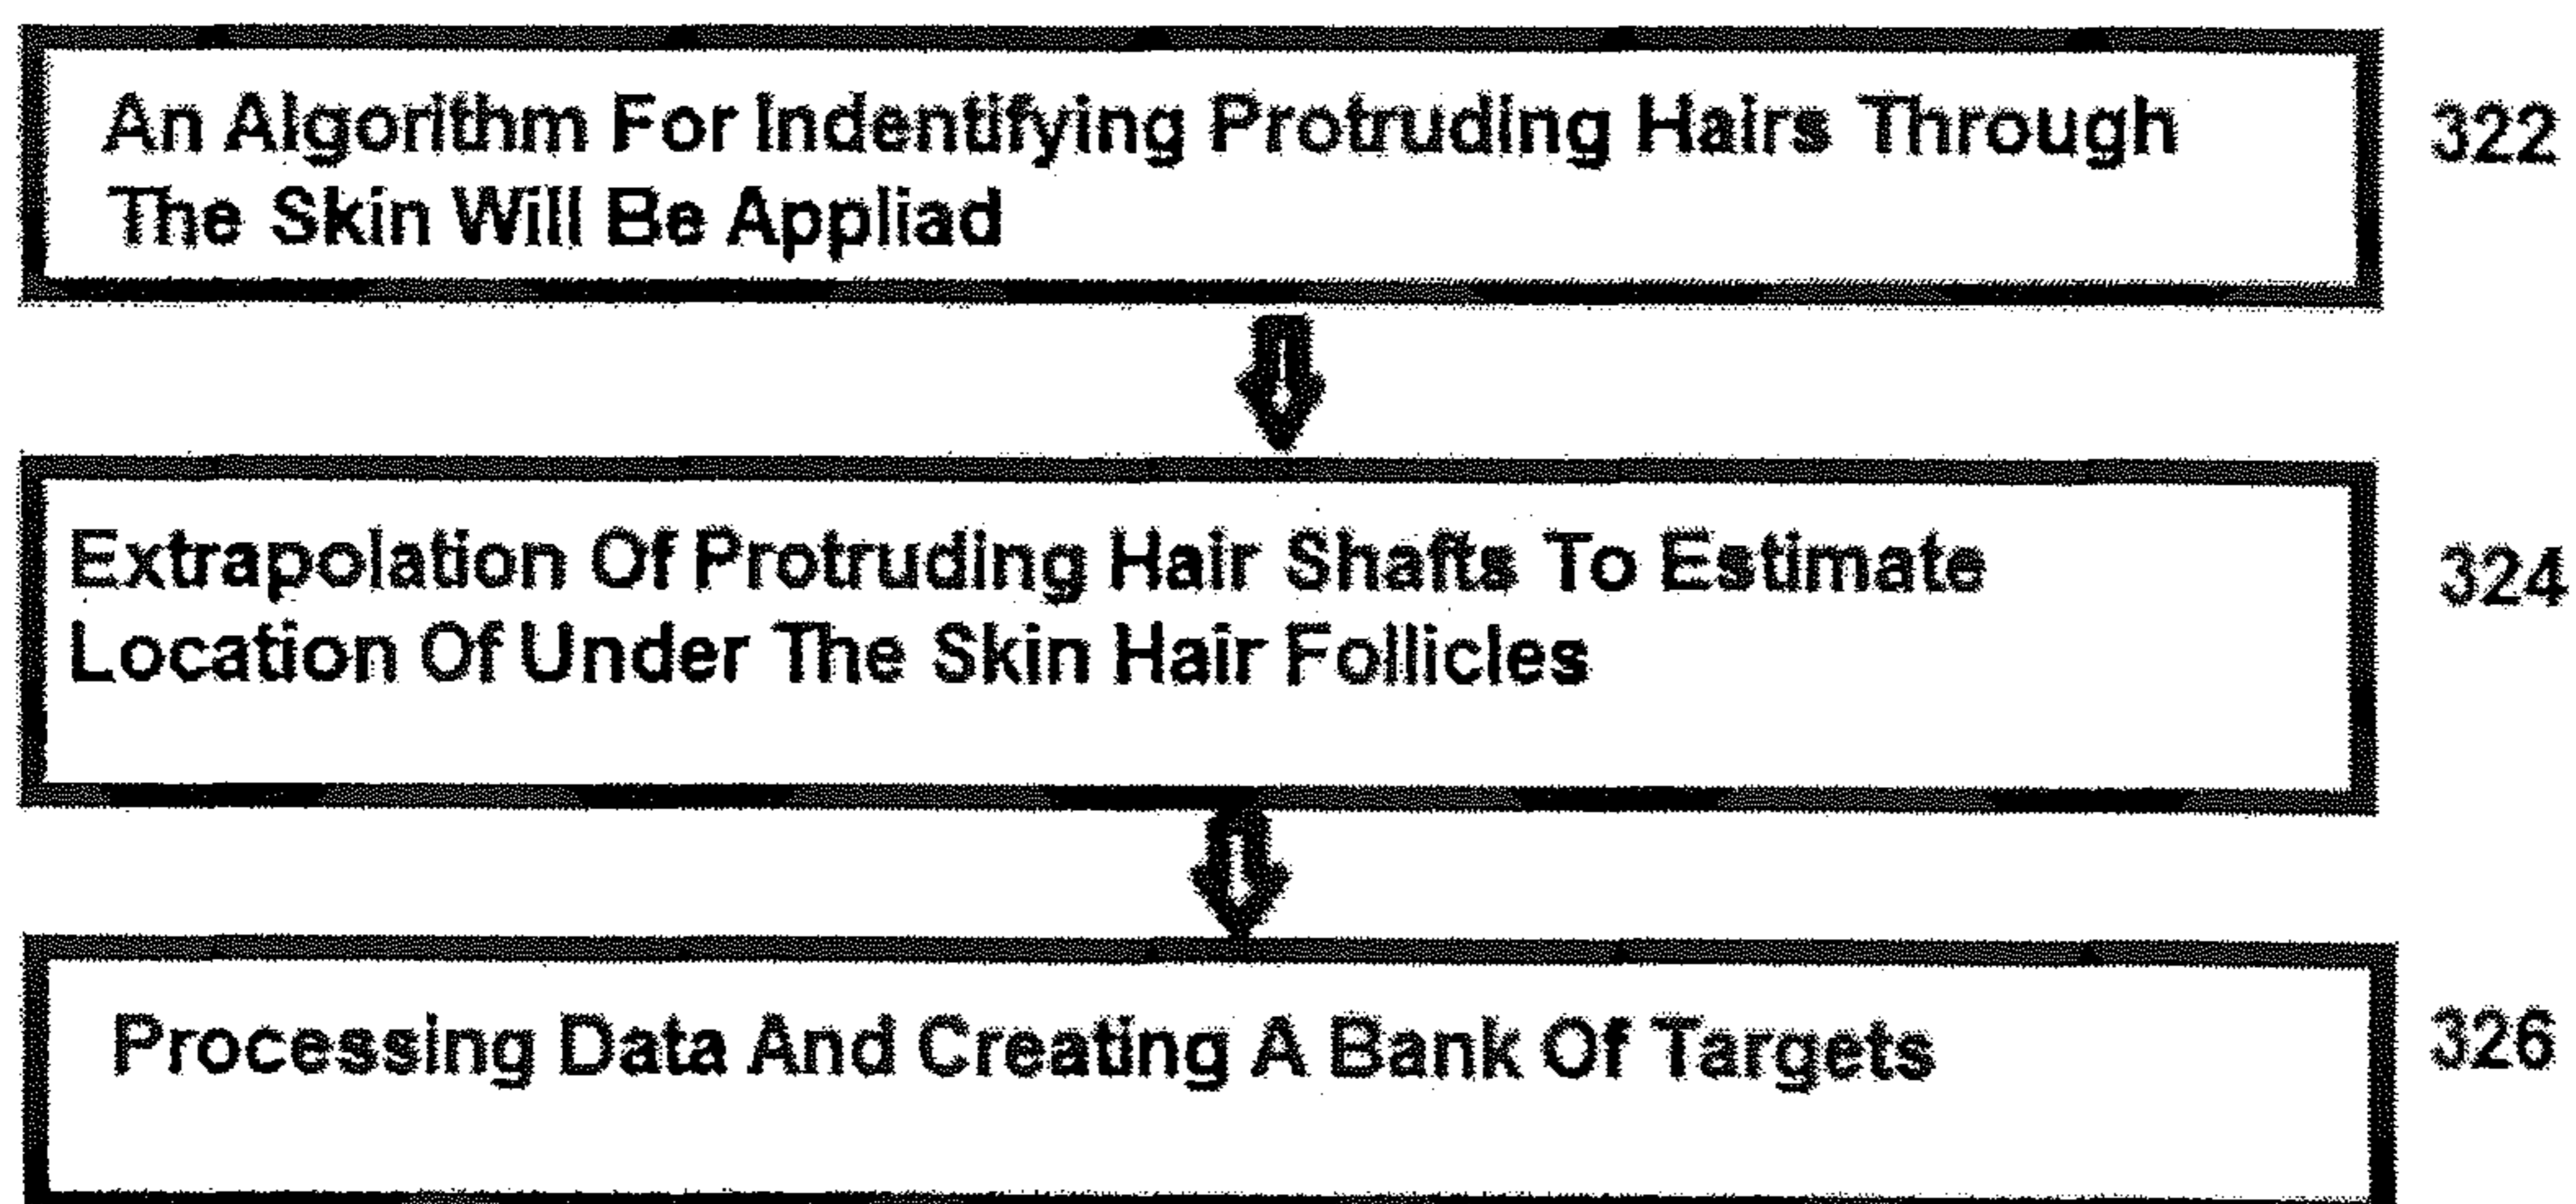 An Algorithm For Indentifying Protruding Hairs Through
The Skin Will Be Appliad
322
Extrapolation Of Protruding Hair Shafts To Estimate
Location Of Under The Skin Hair Follicles
324
Processing Data And Creating A Bank Of Targets
326